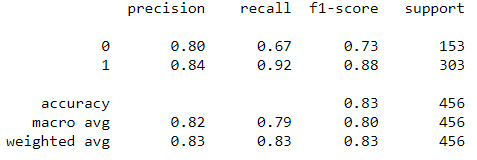 precision recall f1-score support
0 0.80 0.67 0.73 153
1 0.84 0.92 0.88 303
accuracy 0.83 456
macro avg 0.82 0.79 0.80 456
weighted avg 0.83 0.83 0.83 456